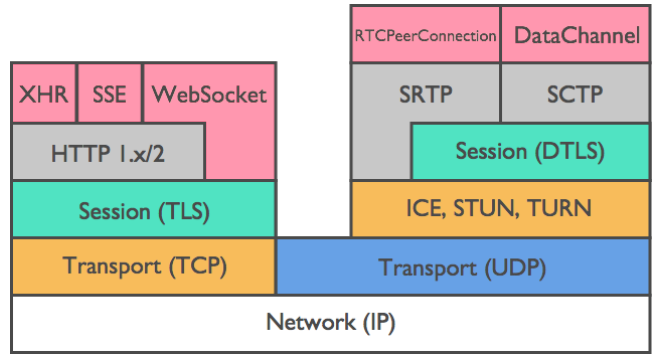 RTCPeerConnection DataChannel
XHR SSE WebSocket SRTP SCTP
HTTP 1.x/2 Session (DTLS)
Session (TLS) ICE, STUN, TURN
Transport (TCP) Transport (UDP)
Network (IP)